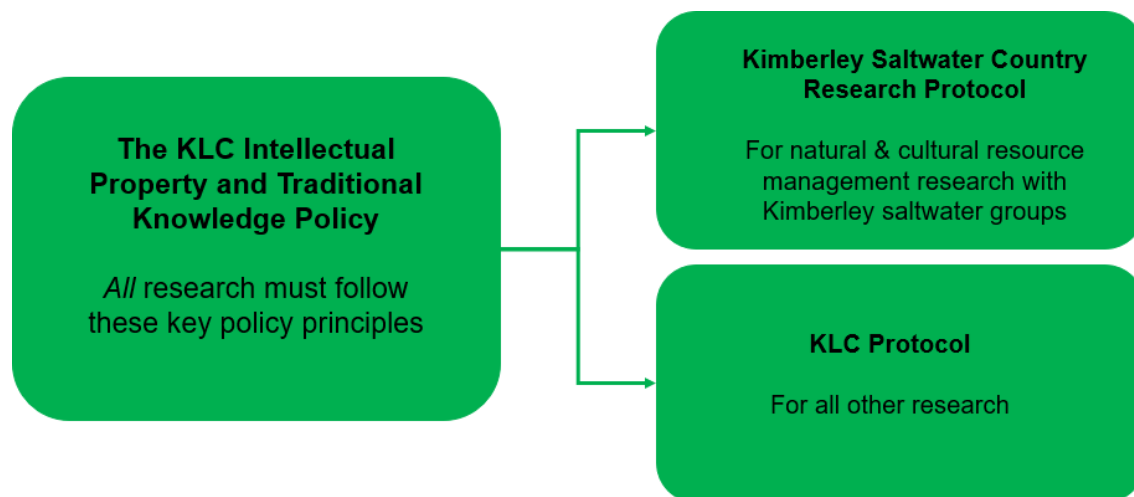 The KLC Intellectual
Property and Traditional
Knowledge Policy
All research must follow
these key policy principles
Kimberley Saltwater Country
Research Protocol
For natural & cultural resource
management research with
Kimberley saltwater groups
KLC Protocol
For all other research